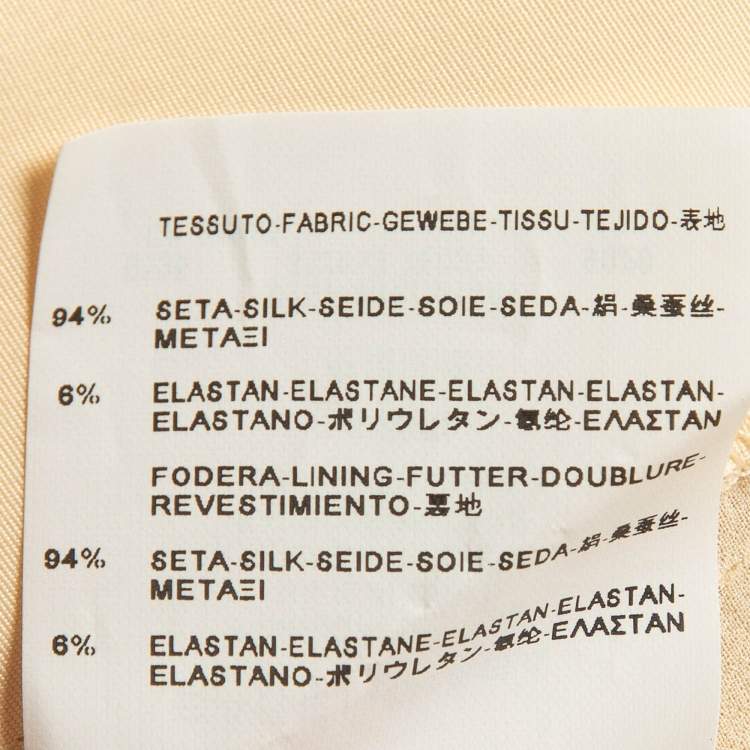 TESSUTO-FABRIC-GEWEBE-TISSU-TEJIDO-表地
94% SETA-SILK-SEIDE-SOIE-SEDA-絹-桑蚕丝-
ΜΕΤΑΞΙ
6% ELASTAN-ELASTANE-ELASTAN-ELASTAN-
ELASTANO-ポリウレタン-氨纶-ΕΛΑΣΤΑΝ
FODERA-LINING-FUTTER-DOUBLURE-
REVESTIMIENTO-裏地
94% SETA-SILK-SEIDE-SOIE-SEDA-絹-桑蚕丝-
ΜΕΤΑΞΙ
6% ELASTAN-ELASTANE-ELASTAN-ELASTAN-
ELASTANO-ポリウレタン-氨纶-ΕΛΑΣΤΑΝ